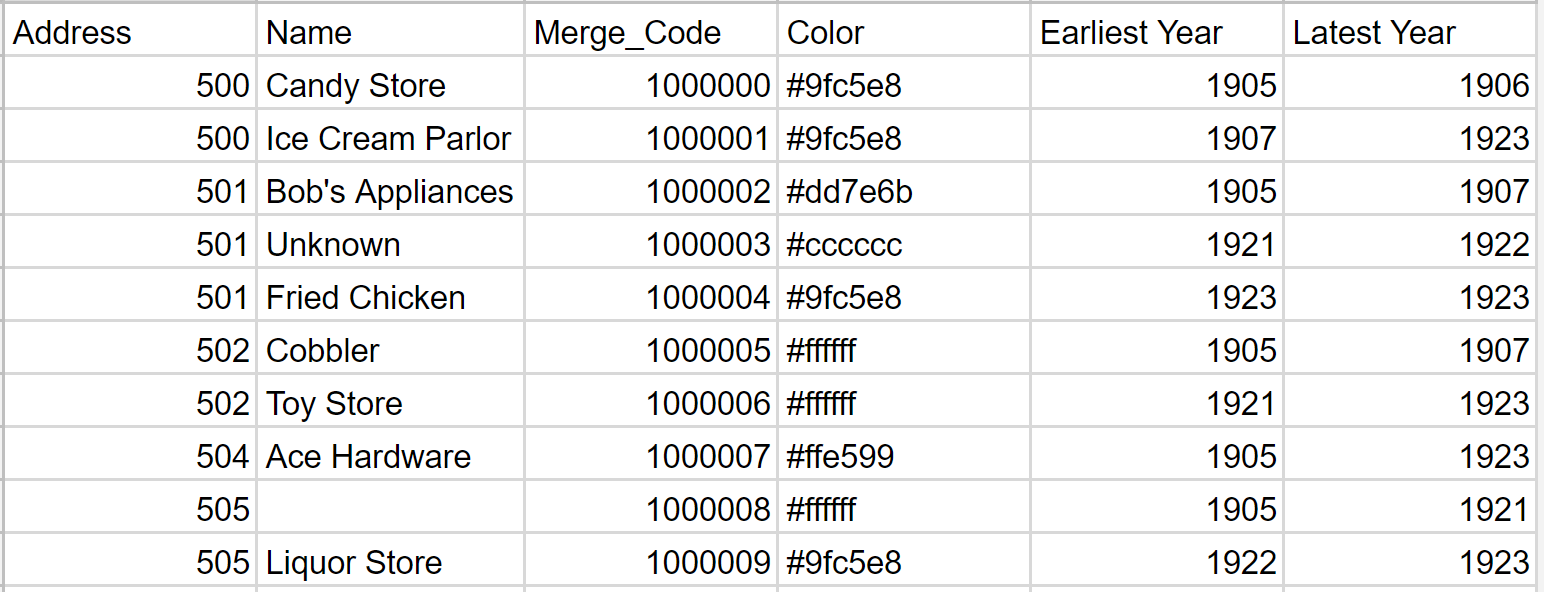 Address Name Merge_Code Color Earliest Year Latest Year
500 Candy Store 1000000 #9fc5e8 1905 1906
500 Ice Cream Parlor 1000001 #9fc5e8 1907 1923
501 Bob's Appliances 1000002 #dd7e6b 1905 1907
501 Unknown 1000003 #cccccc 1921 1922
501 Fried Chicken 1000004 #9fc5e8 1923 1923
502 Cobbler 1000005 #ffffff 1905 1907
502 Toy Store 1000006 #ffffff 1921 1923
504 Ace Hardware 1000007 #ffe599 1905 1923
505 1000008 #ffffff 1905 1921
505 Liquor Store 1000009 #9fc5e8 1922 1923